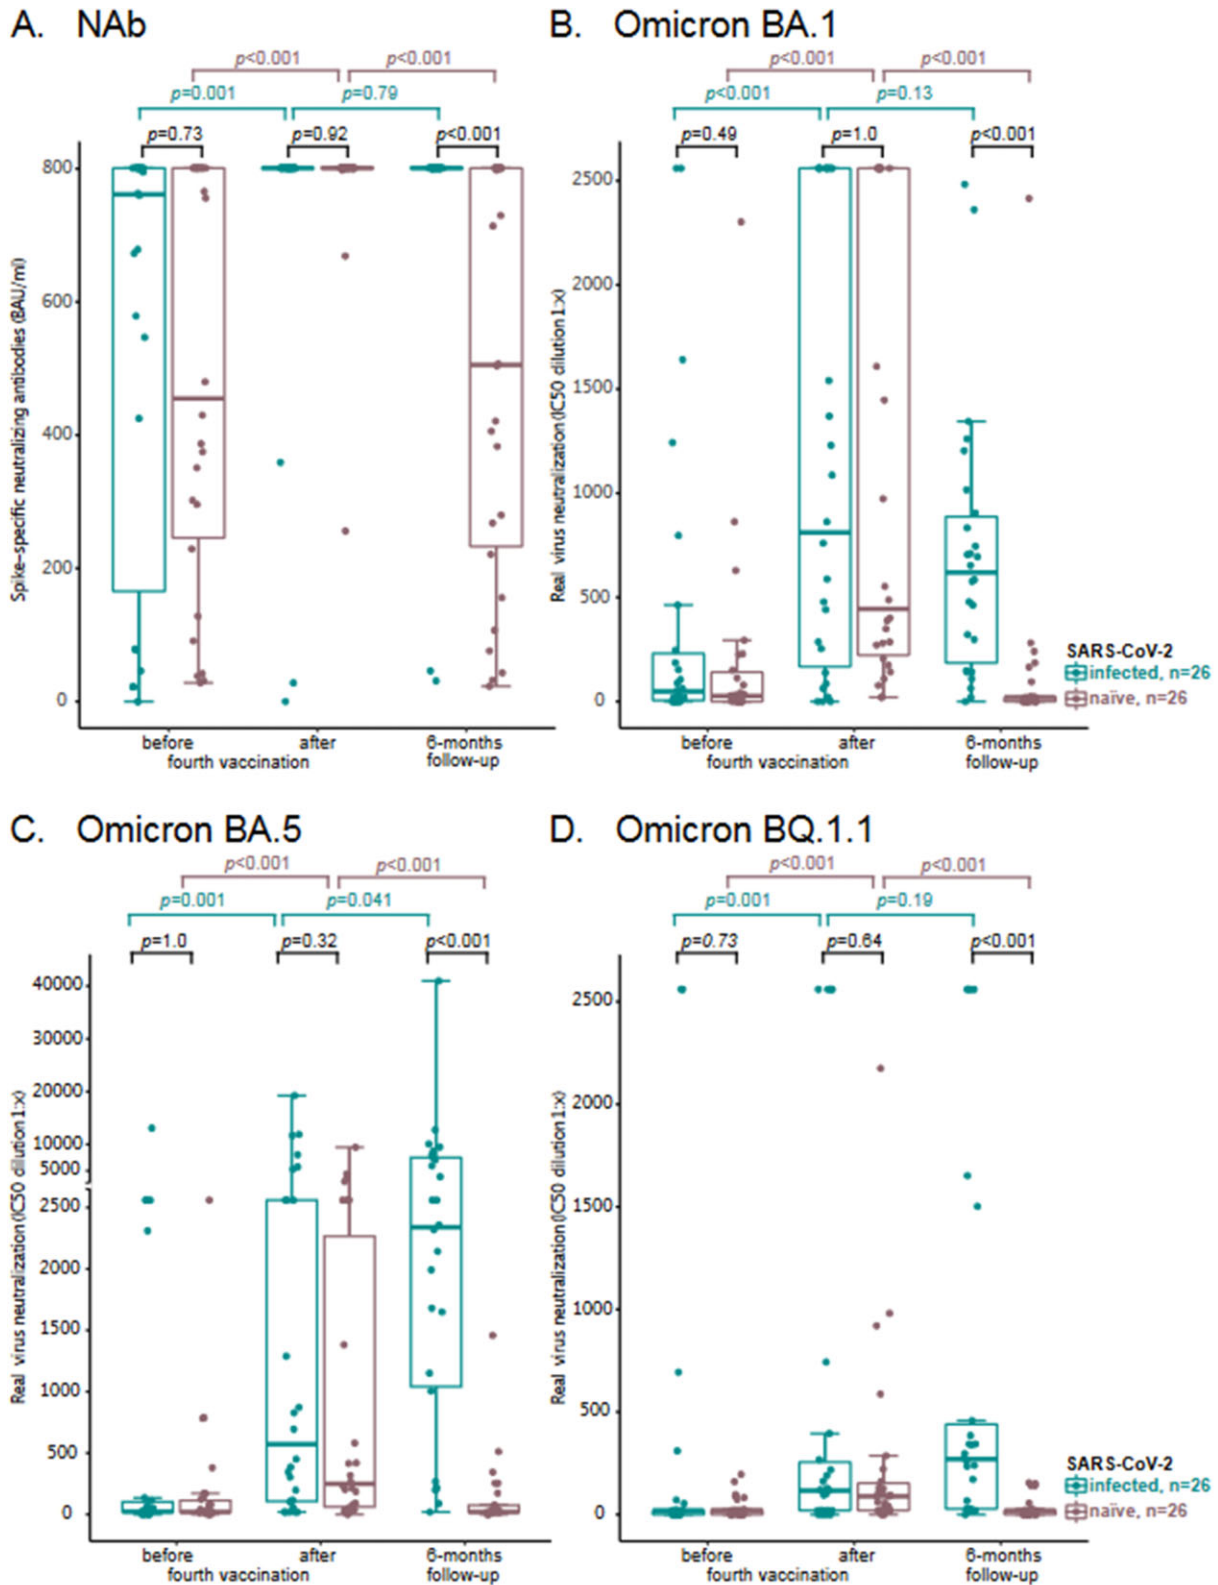 A. NAb
p<0.001 p<0.001
p=0.001 p=0.79
p=0.73 p=0.92 p<0.001
Spike–specific neutralizing antibodies (BAU/ml)
800
600
400
200
0
before after 6-months
fourth vaccination follow-up
B. Omicron BA.1
p<0.001 p<0.001
p<0.001 p=0.13
p=0.49 p=1.0 p<0.001
Real virus neutralization (IC50 dilution 1:x)
2500
2000
1500
1000
500
0
before after 6-months
fourth vaccination follow-up
SARS-CoV-2
infected, n=26
naïve, n=26
C. Omicron BA.5
p<0.001 p<0.001
p=0.001 p=0.041
p=1.0 p=0.32 p<0.001
Real virus neutralization (IC50 dilution 1:x)
40000
30000
20000
10000
5000
2500
2000
1500
1000
500
0
before after 6-months
fourth vaccination follow-up
D. Omicron BQ.1.1
p<0.001 p<0.001
p=0.001 p=0.19
p=0.73 p=0.64 p<0.001
Real virus neutralization (IC50 dilution 1:x)
2500
2000
1500
1000
500
0
before after 6-months
fourth vaccination follow-up
SARS-CoV-2
infected, n=26
naïve, n=26